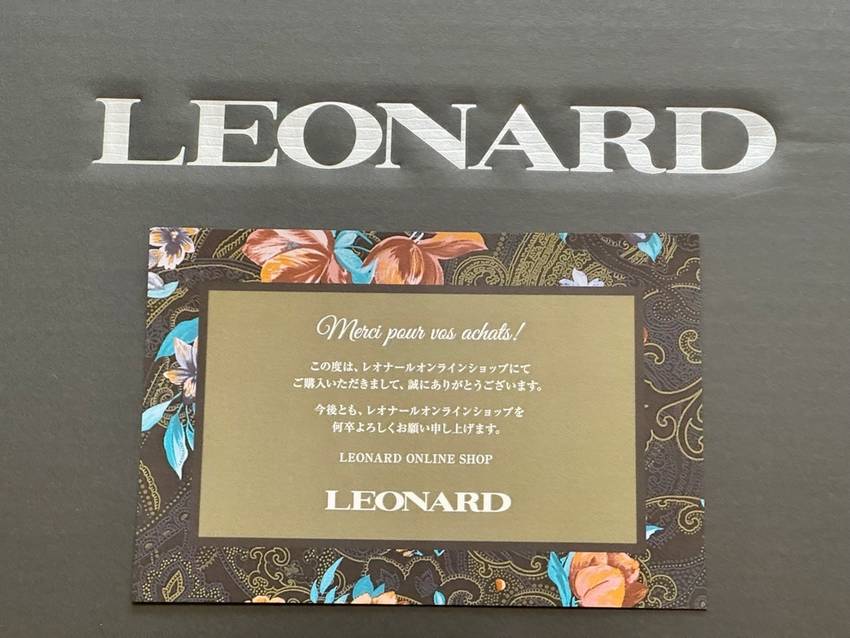 LEONARD
Merci pour vos achats!
この度は、レオナールオンラインショップにて
ご購入いただきまして、誠にありがとうございます。
今後とも、レオナールオンラインショップを
何卒よろしくお願い申し上げます。
LEONARD ONLINE SHOP
LEONARD